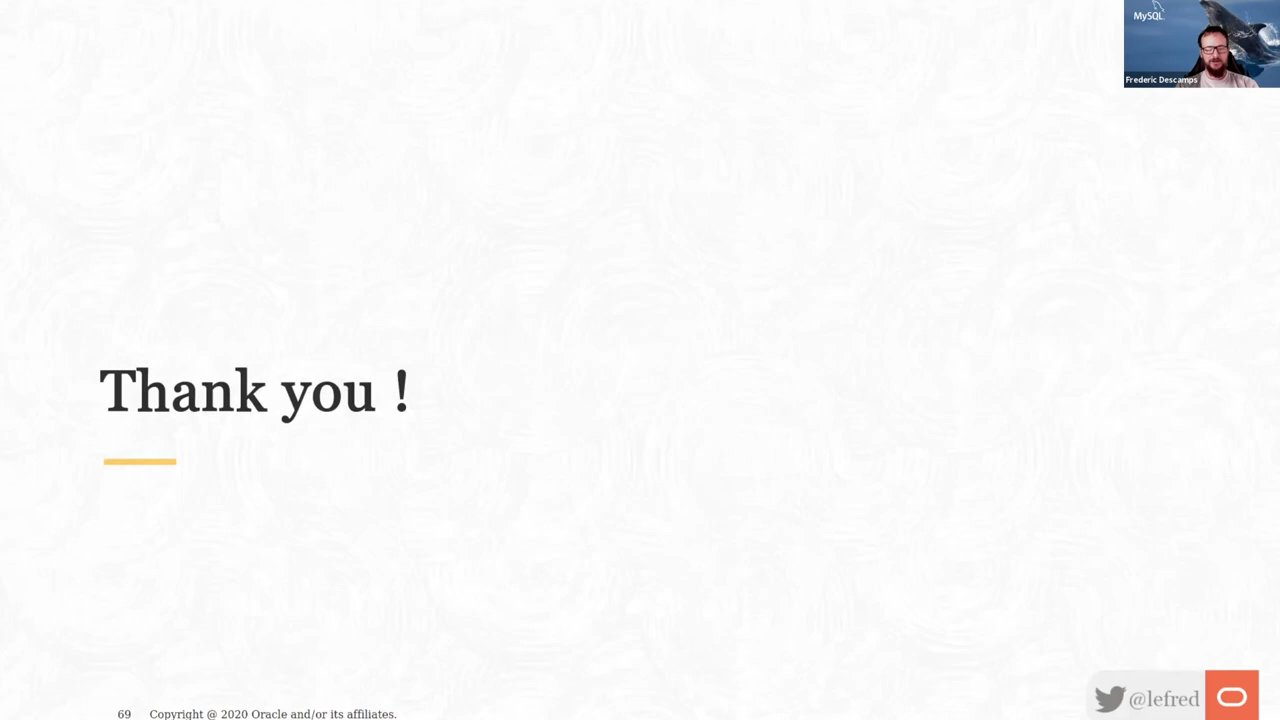 MySQL
Frederic Descamps
Thank you !
@lefred
69 Copyright @ 2020 Oracle and/or its affiliates.